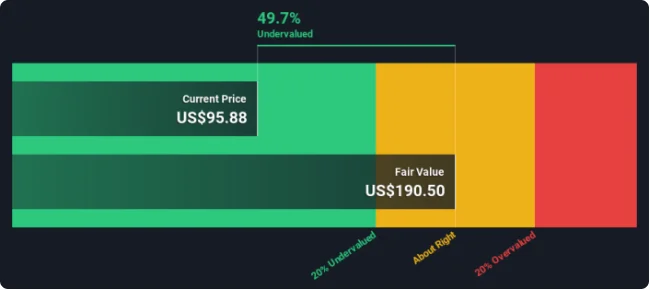 49.7%
Undervalued
Current Price
US$95.88
Fair Value
US$190.50
20% Undervalued
About Right
20% Overvalued